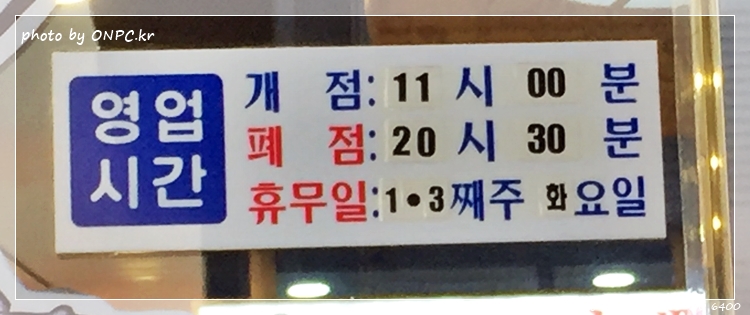 photo by ONPC.kr
영업
시간
개 점: 11 시 00 분
폐 점: 20 시 30 분
휴무일: 1•3째주 화요일
6400